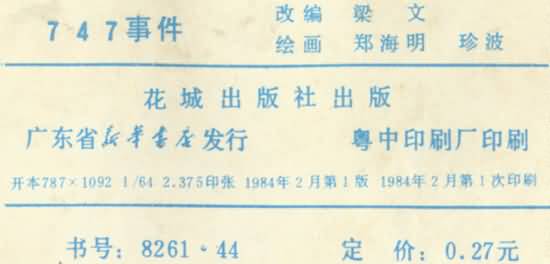 747事件
改编 梁文
绘画 郑海明 珍波
花城出版社出版
广东省新华书店发行 粤中印刷厂印刷
开本787×1092 1/64 2.375印张 1984年2月第1版 1984年2月第1次印刷
书号：8261·44 定价：0.27元